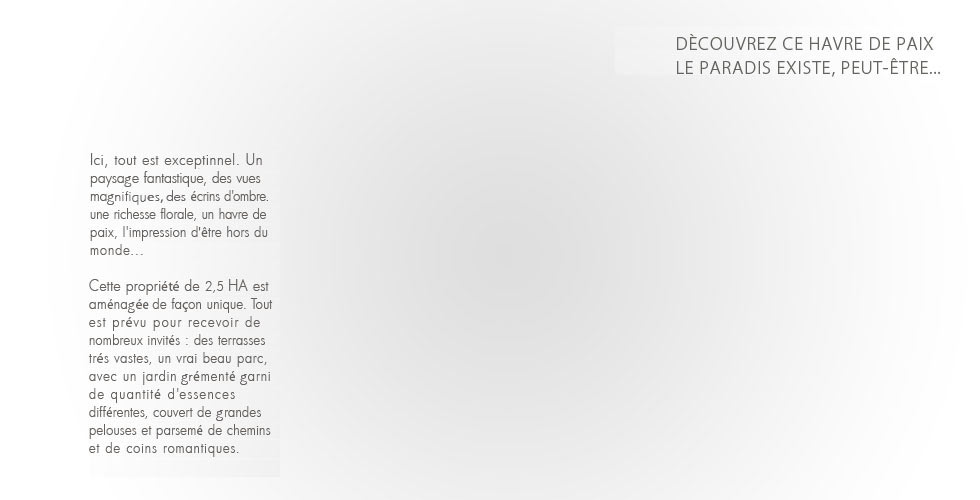 DÈCOUVREZ CE HAVRE DE PAIX
LE PARADIS EXISTE, PEUT-ÊTRE...
Ici, tout est exceptinnel. Un
paysage fantastique, des vues
magnifiques, des écrins d'ombre.
une richesse florale, un havre de
paix, l'impression d'être hors du
monde...
Cette propriété de 2,5 HA est
aménagée de façon unique. Tout
est prévu pour recevoir de
nombreux invités : des terrasses
trés vastes, un vrai beau parc,
avec un jardin grémenté garni
de quantité d'essences
différentes, couvert de grandes
pelouses et parsemé de chemins
et de coins romantiques.